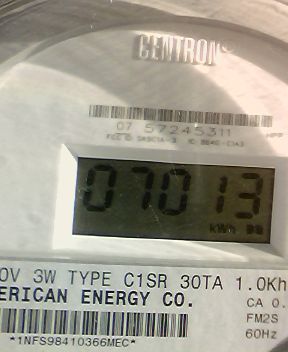 CENTRON®
07 57245311
07013
kWh
0V 3W TYPE C1SR 30TA 1.0Kh
ERICAN ENERGY CO. CA 0.
FM2S
*1NFS98410366MEC* 60Hz